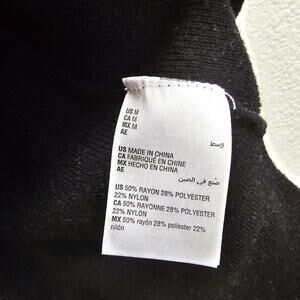 US M
CA M
MX M
AE وسط
US MADE IN CHINA
CA FABRIQUÉ EN CHINE
MX HECHO EN CHINA
AE صنع في الصين
US 50% RAYON 28% POLYESTER
22% NYLON
CA 50% RAYONNE 28% POLYESTER
22% NYLON
MX 50% rayón 28% poliester 22%
nilón